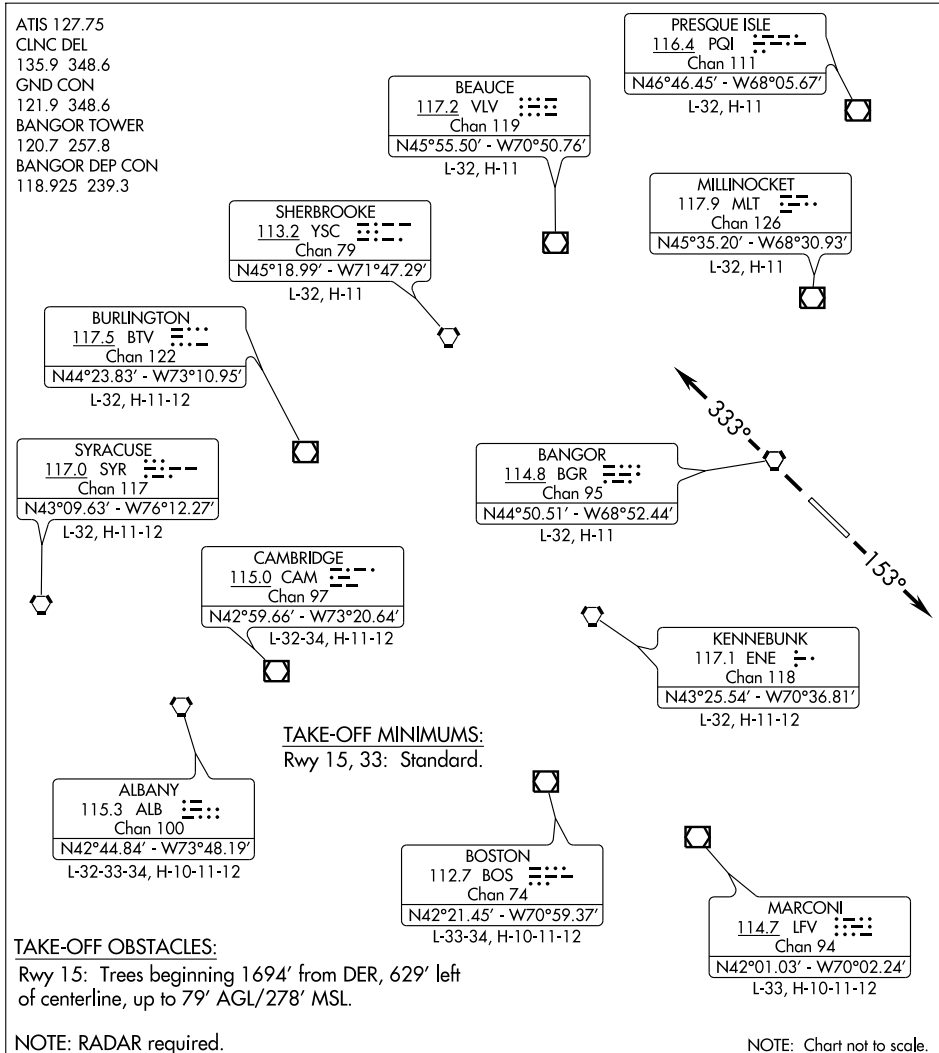 ATIS 127.75
CLNC DEL
135.9 348.6
GND CON
121.9 348.6
BANGOR TOWER
120.7 257.8
BANGOR DEP CON
118.925 239.3
PRESQUE ISLE
116.4 PQI
Chan 111
N46°46.45' - W68°05.67'
L-32, H-11
BEAUCE
117.2 VLV
Chan 119
N45°55.50' - W70°50.76'
L-32, H-11
MILLINOCKET
117.9 MLT
Chan 126
N45°35.20' - W68°30.93'
L-32, H-11
SHERBROOKE
113.2 YSC
Chan 79
N45°18.99' - W71°47.29'
L-32, H-11
BURLINGTON
117.5 BTV
Chan 122
N44°23.83' - W73°10.95'
L-32, H-11-12
333°
153°
SYRACUSE
117.0 SYR
Chan 117
N43°09.63' - W76°12.27'
L-32, H-11-12
BANGOR
114.8 BGR
Chan 95
N44°50.51' - W68°52.44'
L-32, H-11
CAMBRIDGE
115.0 CAM
Chan 97
N42°59.66' - W73°20.64'
L-32-34, H-11-12
KENNEBUNK
117.1 ENE
Chan 118
N43°25.54' - W70°36.81'
L-32, H-11-12
TAKE-OFF MINIMUMS:
Rwy 15, 33: Standard.
ALBANY
115.3 ALB
Chan 100
N42°44.84' - W73°48.19'
L-32-33-34, H-10-11-12
BOSTON
112.7 BOS
Chan 74
N42°21.45' - W70°59.37'
L-33-34, H-10-11-12
MARCONI
114.7 LFV
Chan 94
N42°01.03' - W70°02.24'
L-33, H-10-11-12
TAKE-OFF OBSTACLES:
Rwy 15: Trees beginning 1694' from DER, 629' left
of centerline, up to 79' AGL/278' MSL.
NOTE: RADAR required.
NOTE: Chart not to scale.